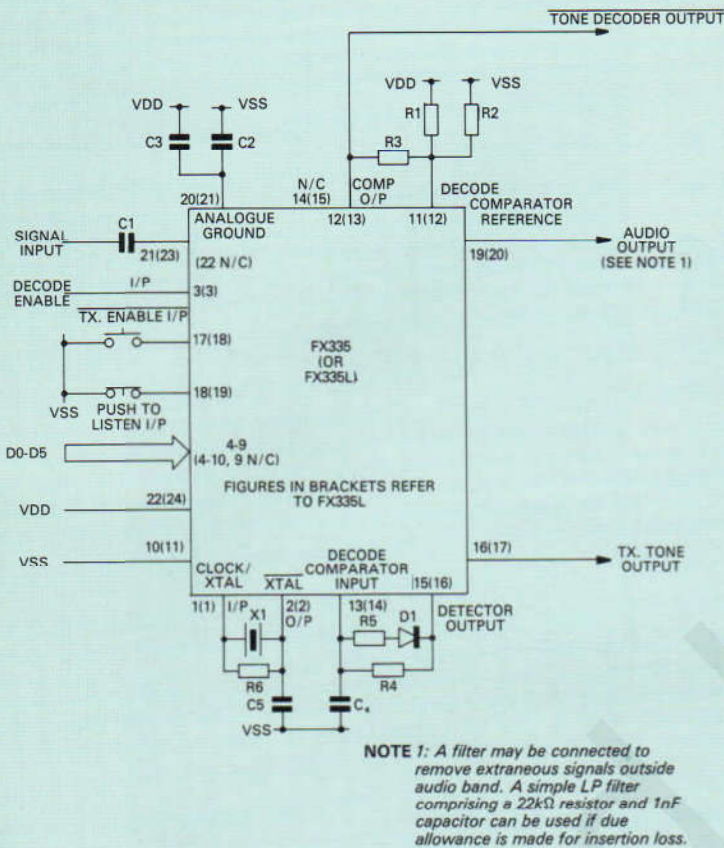 TONE DECODER OUTPUT
VDD VSS
VDD VSS
R1 R2
C3 C2
R3
N/C COMP DECODE
20(21) 14(15) O/P COMPARATOR
REFERENCE
ANALOGUE
GROUND
12(13) 11(12)
C1
SIGNAL
INPUT
21(23)
19(20)
AUDIO
OUTPUT
(SEE NOTE 1)
(22 N/C)
DECODE
ENABLE
I/P
3(3)
TX. ENABLE I/P
17(18)
FX335
(OR
FX335L)
18(19)
VSS
PUSH TO
LISTEN I/P
D0-D5
4-9
(4-10, 9 N/C)
FIGURES IN BRACKETS REFER
TO FX335L
VDD
22(24)
VSS
10(11)
16(17)
TX. TONE
OUTPUT
CLOCK/
XTAL
XTAL
DECODE
COMPARATOR
INPUT
15(16)
1(1) I/P 2(2)
O/P
13(14)
DETECTOR
OUTPUT
X1
R5 D1
R6
R4
C5 C4
VSS
NOTE 1: A filter may be connected to
remove extraneous signals outside
audio band. A simple LP filter
comprising a 22kΩ resistor and 1nF
capacitor can be used if due
allowance is made for insertion loss.